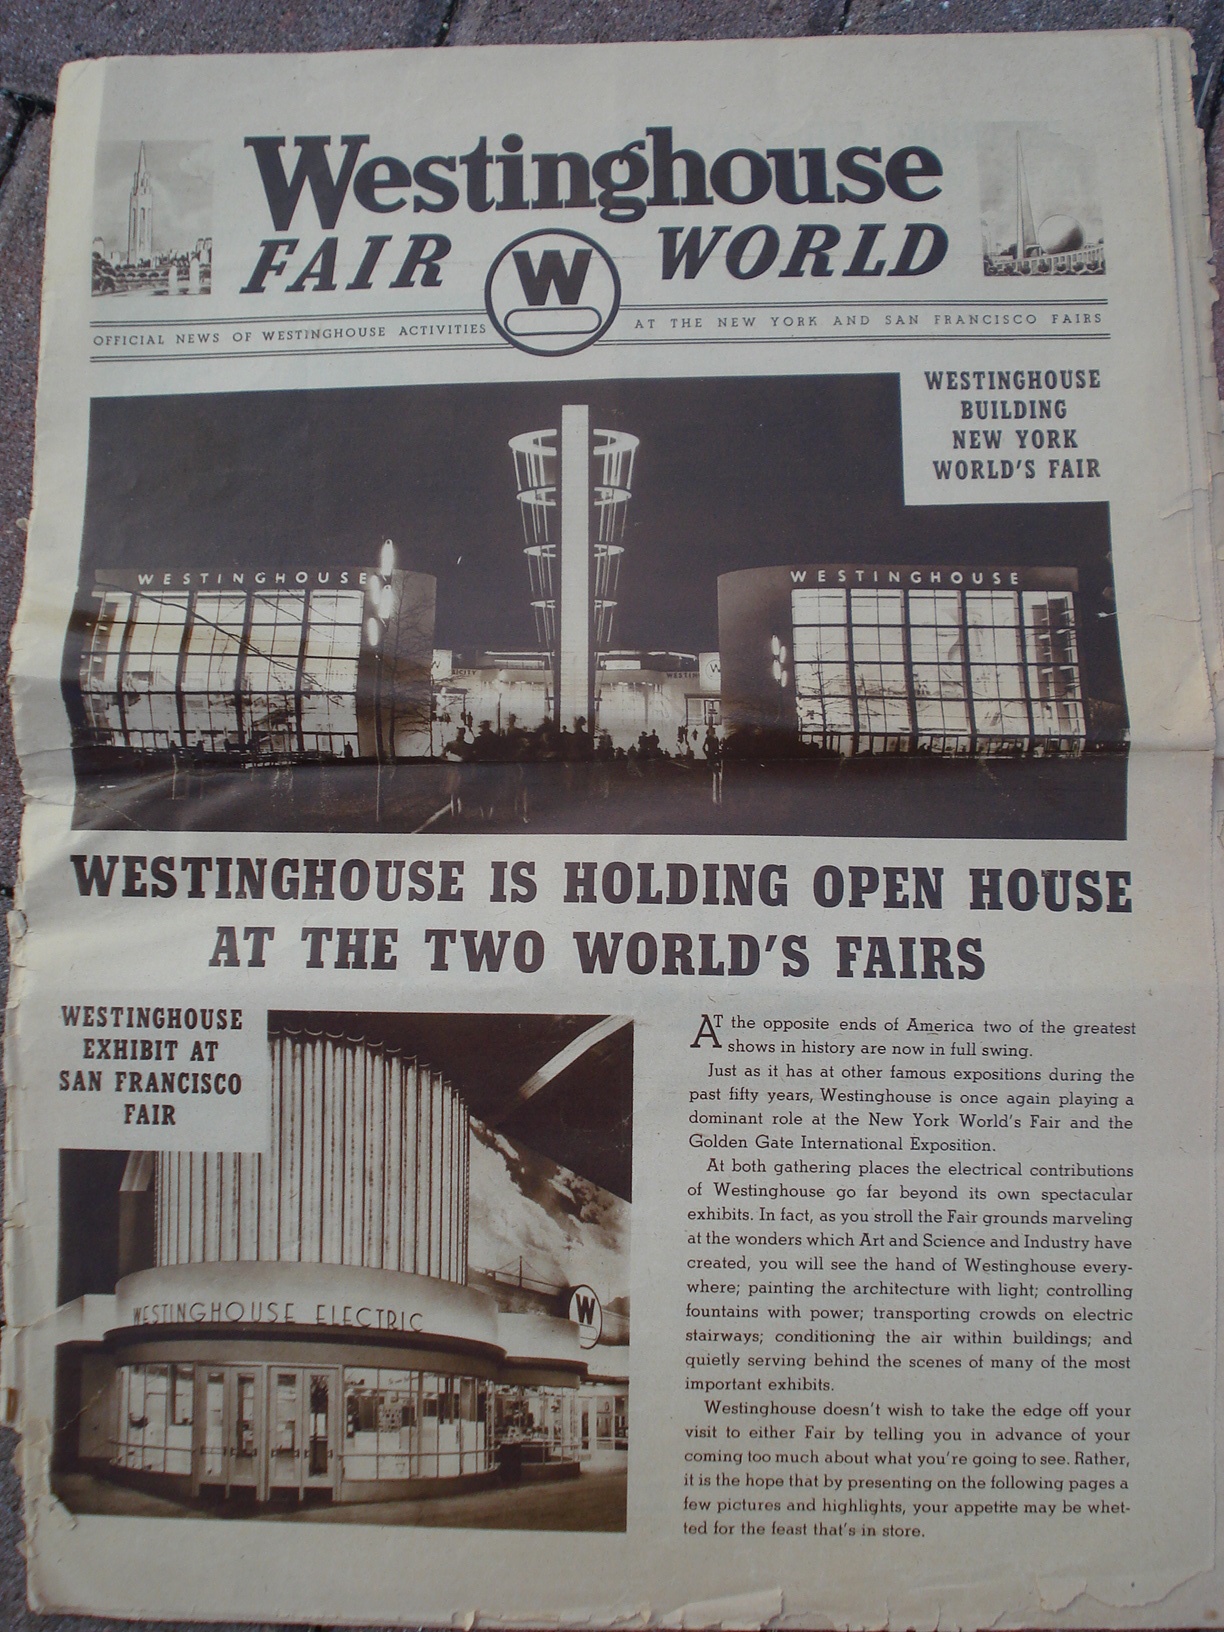 Westinghouse
FAIR WORLD
W
OFFICIAL NEWS OF WESTINGHOUSE ACTIVITIES
AT THE NEW YORK AND SAN FRANCISCO FAIRS
WESTINGHOUSE
BUILDING
NEW YORK
WORLD'S FAIR
WESTINGHOUSE
WESTINGHOUSE
W
WESTINGHOUSE IS HOLDING OPEN HOUSE
AT THE TWO WORLD'S FAIRS
WESTINGHOUSE
EXHIBIT AT
SAN FRANCISCO
FAIR
WESTINGHOUSE ELECTRIC
W
AT the opposite ends of America two of the greatest
shows in history are now in full swing.
Just as it has at other famous expositions during the
past fifty years, Westinghouse is once again playing a
dominant role at the New York World's Fair and the
Golden Gate International Exposition.
At both gathering places the electrical contributions
of Westinghouse go far beyond its own spectacular
exhibits. In fact, as you stroll the Fair grounds marveling
at the wonders which Art and Science and Industry have
created, you will see the hand of Westinghouse every-
where; painting the architecture with light; controlling
fountains with power; transporting crowds on electric
stairways; conditioning the air within buildings; and
quietly serving behind the scenes of many of the most
important exhibits.
Westinghouse doesn't wish to take the edge off your
visit to either Fair by telling you in advance of your
coming too much about what you're going to see. Rather,
it is the hope that by presenting on the following pages a
few pictures and highlights, your appetite may be whet-
ted for the feast that's in store.